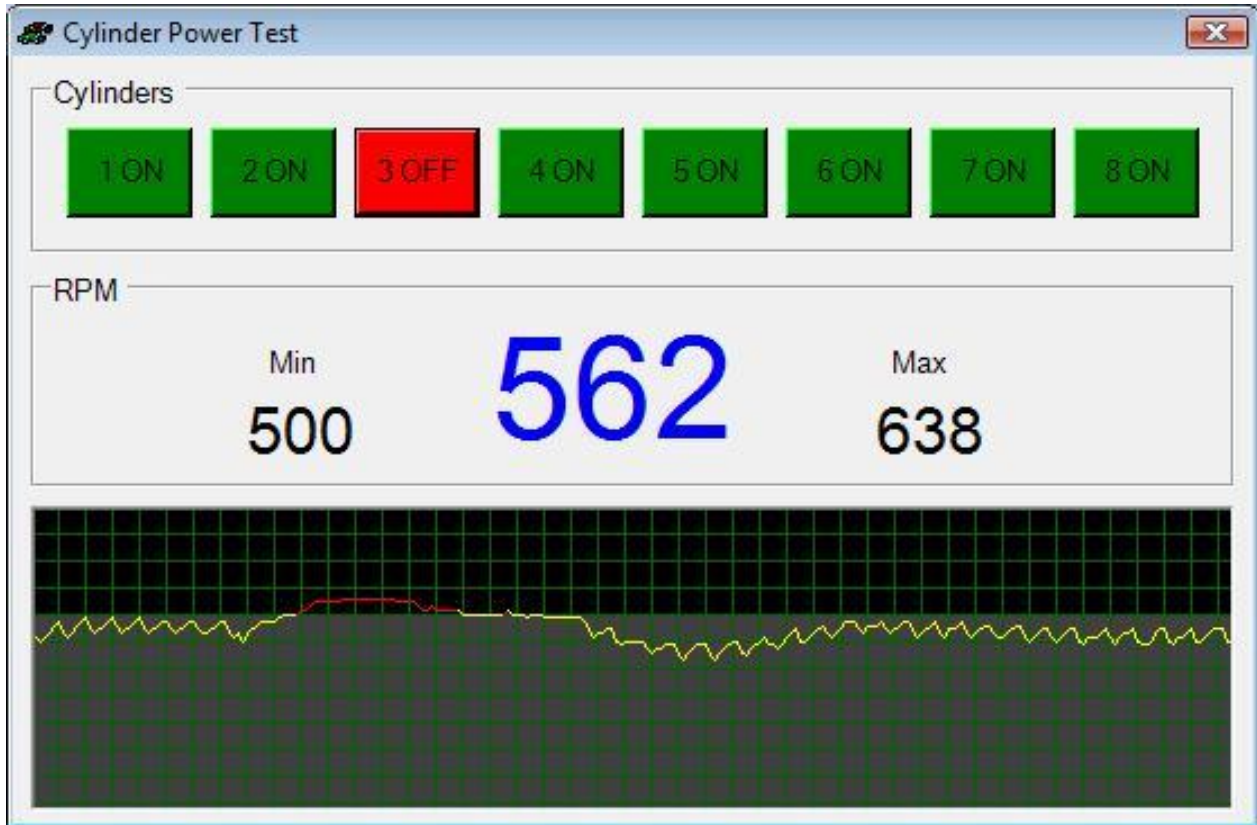 Cylinder Power Test
Cylinders
1 ON 2 ON 3 OFF 4 ON 5 ON 6 ON 7 ON 8 ON
RPM
Min 562 Max
500 638